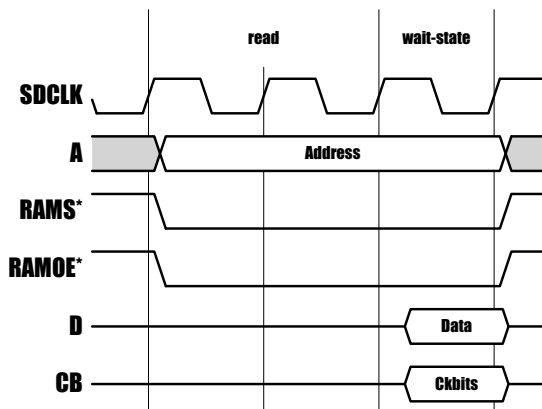 read wait-state
SDCLK
A Address
RAMS*
RAMOE*
D Data
CB Ckbits